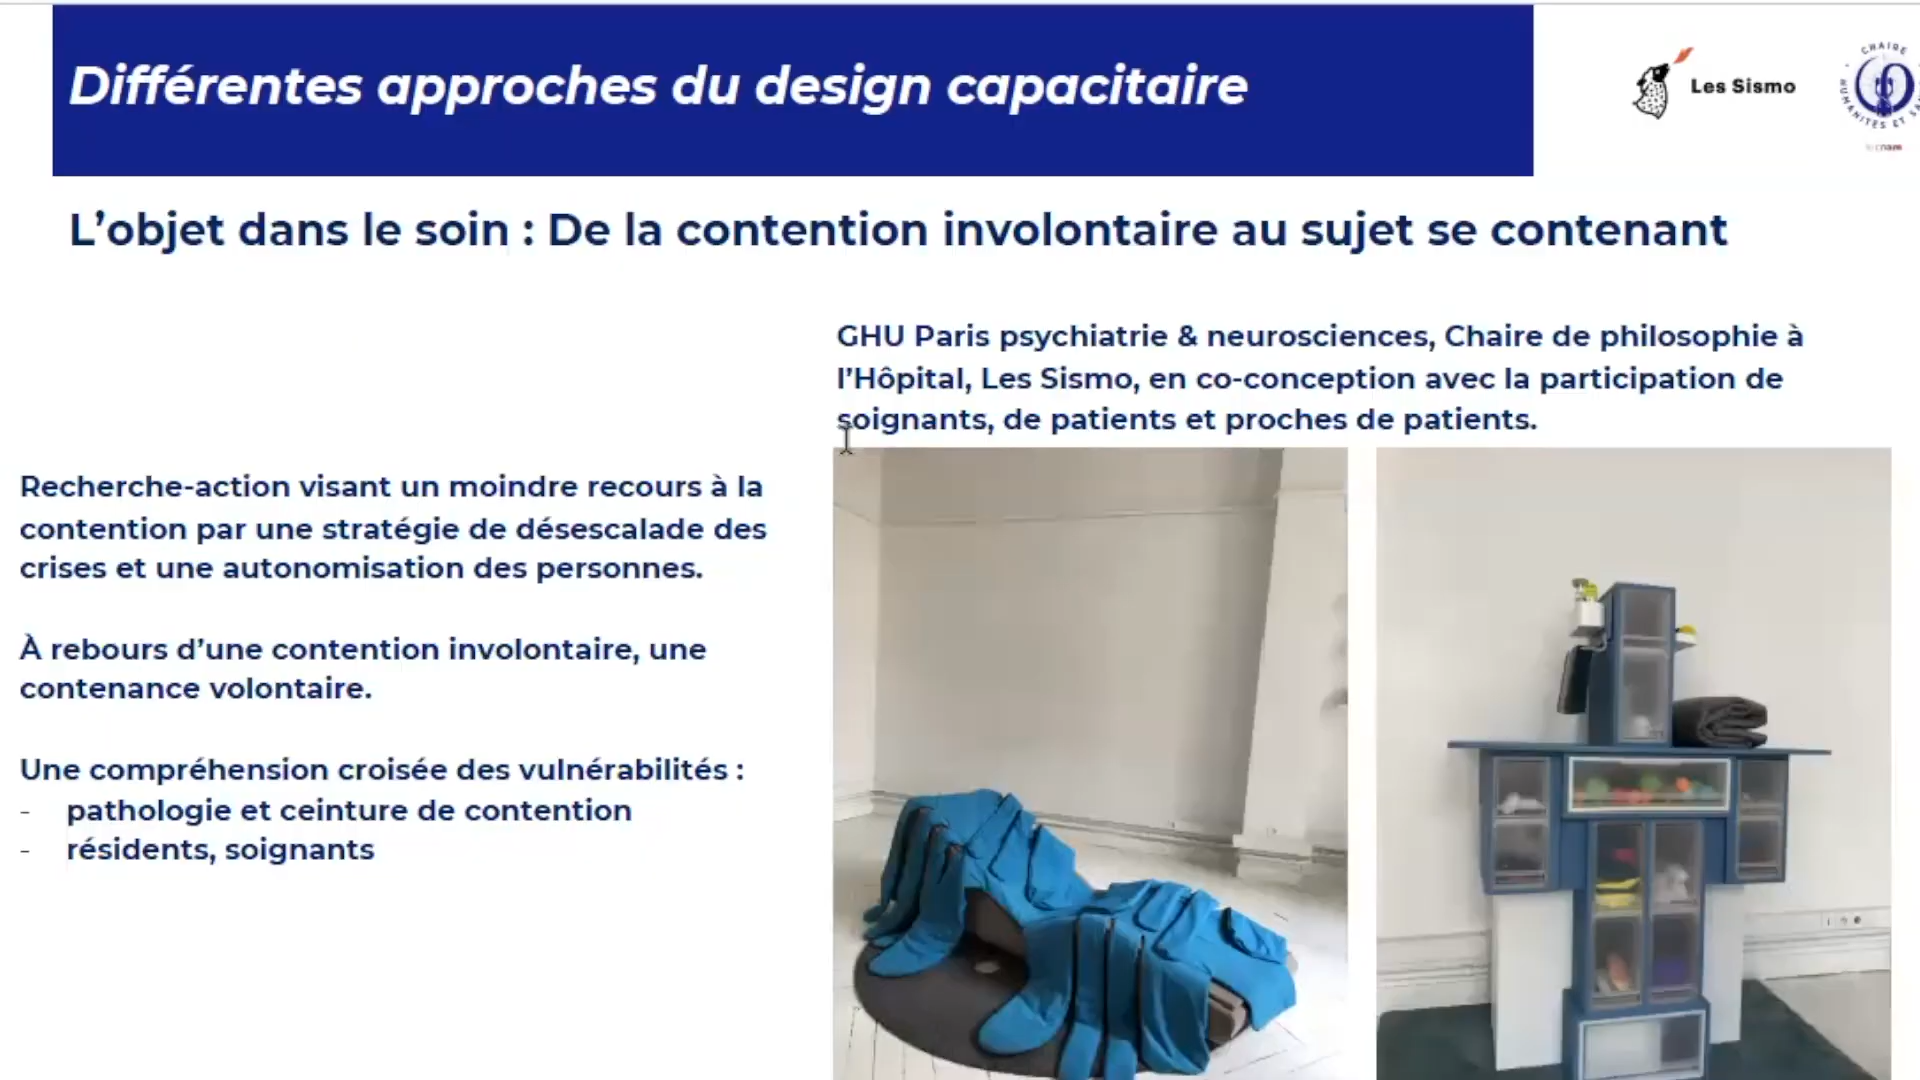 Différentes approches du design capacitaire
Les Sismo
CHAIRE
HUMANITÉS ET
L'objet dans le soin : De la contention involontaire au sujet se contenant
GHU Paris psychiatrie & neurosciences, Chaire de philosophie à
l'Hôpital, Les Sismo, en co-conception avec la participation de
soignants, de patients et proches de patients.
Recherche-action visant un moindre recours à la
contention par une stratégie de désescalade des
crises et une autonomisation des personnes.
À rebours d'une contention involontaire, une
contenance volontaire.
Une compréhension croisée des vulnérabilités :
- pathologie et ceinture de contention
- résidents, soignants